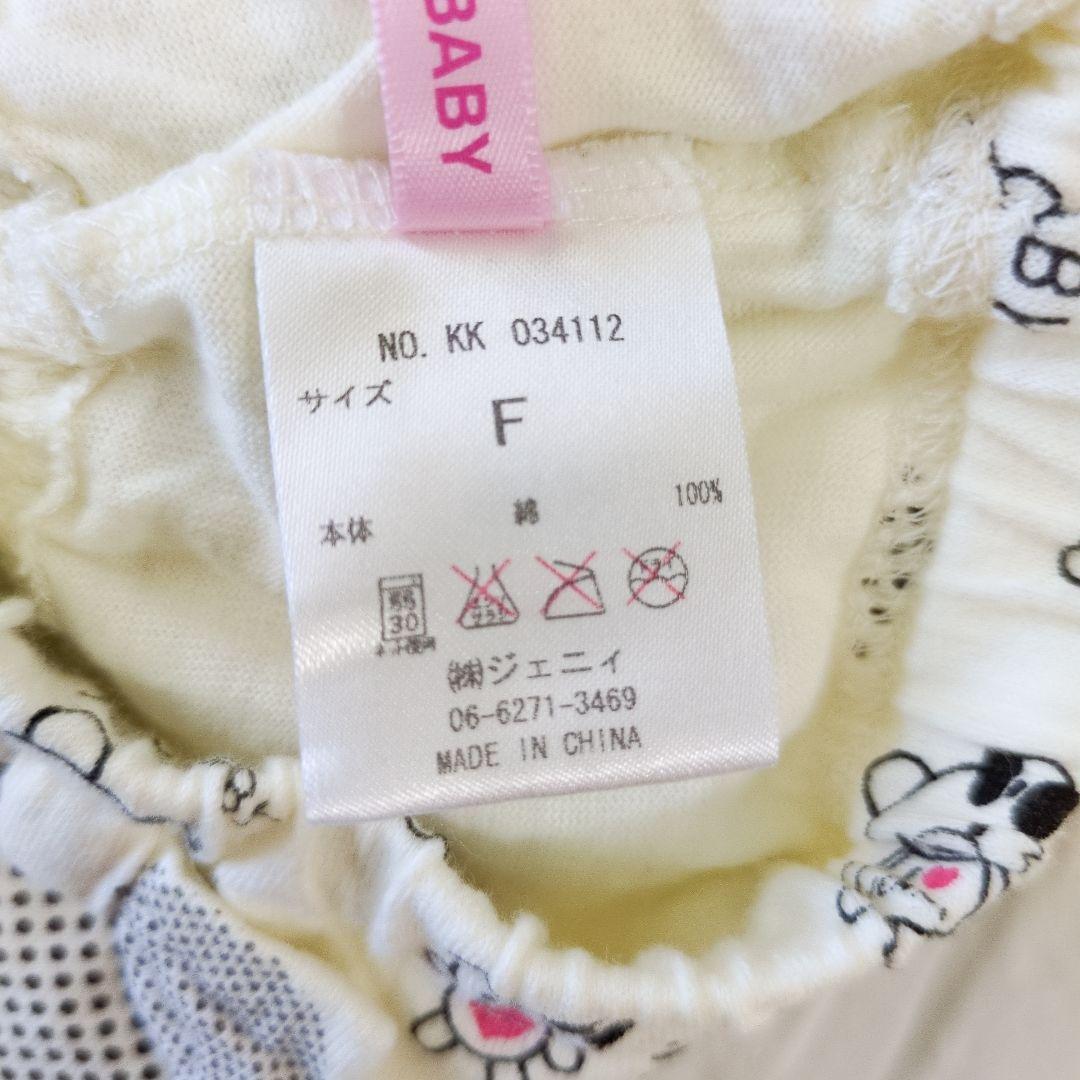 BABY
NO. KK 034112
サイズ
F
本体 綿 100%
30
㈱ジェニィ
06-6271-3469
MADE IN CHINA
B